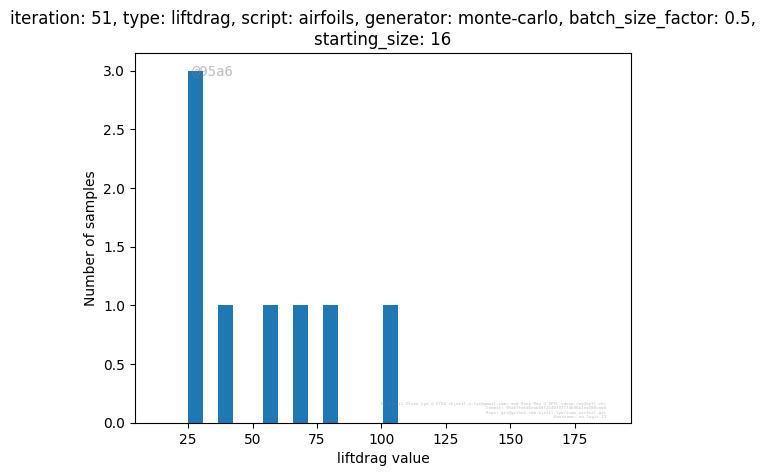 iteration: 51, type: liftdrag, script: airfoils, generator: monte-carlo, batch_size_factor: 0.5,
starting_size: 16
@95a6
3.0
2.5
2.0
1.5
1.0
0.5
0.0
Number of samples
25 50 75 100 125 150 175
liftdrag value